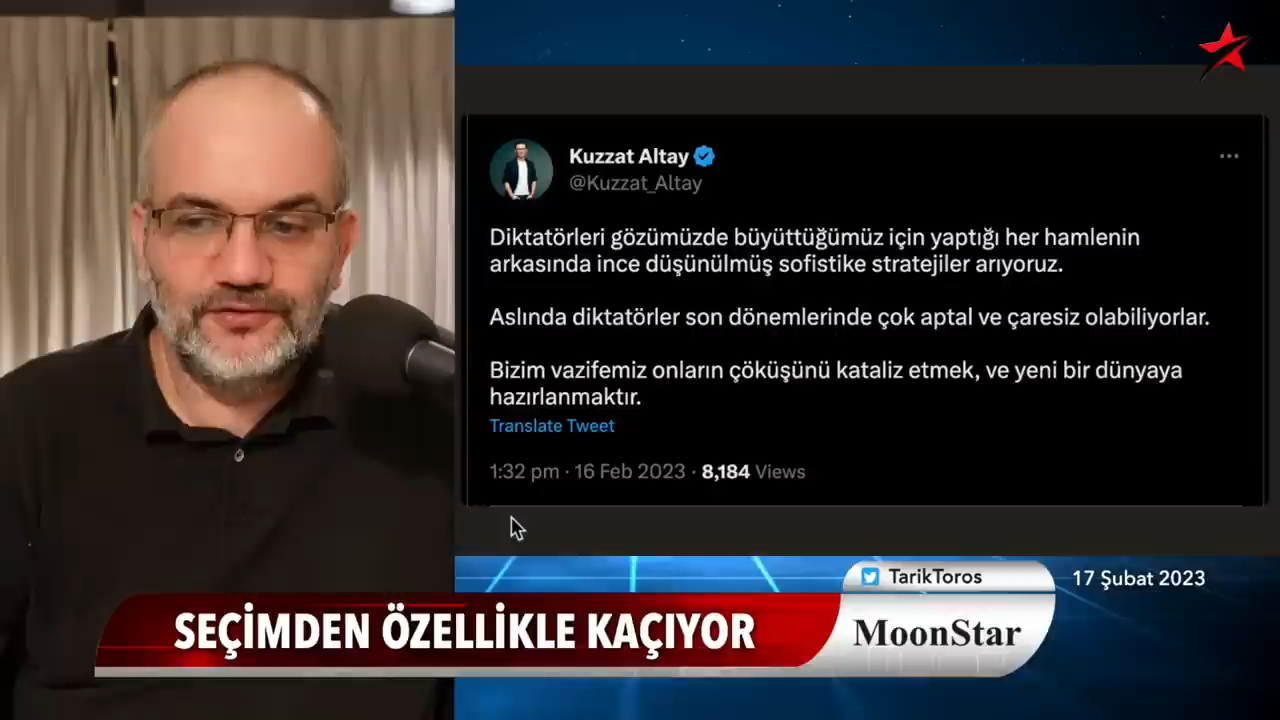 Kuzzat Altay
@Kuzzat_Altay
Diktatörleri gözümüzde büyüttüğümüz için yaptığı her hamlenin
arkasında ince düşünülmüş sofistike stratejiler arıyoruz.
Aslında diktatörler son dönemlerinde çok aptal ve çaresiz olabiliyorlar.
Bizim vazifemiz onların çöküşünü kataliz etmek, ve yeni bir dünyaya
hazırlanmaktır.
Translate Tweet
1:32 pm · 16 Feb 2023 · 8,184 Views
TarikToros
17 Şubat 2023
SEÇİMDEN ÖZELLİKLE KAÇIYOR
MoonStar